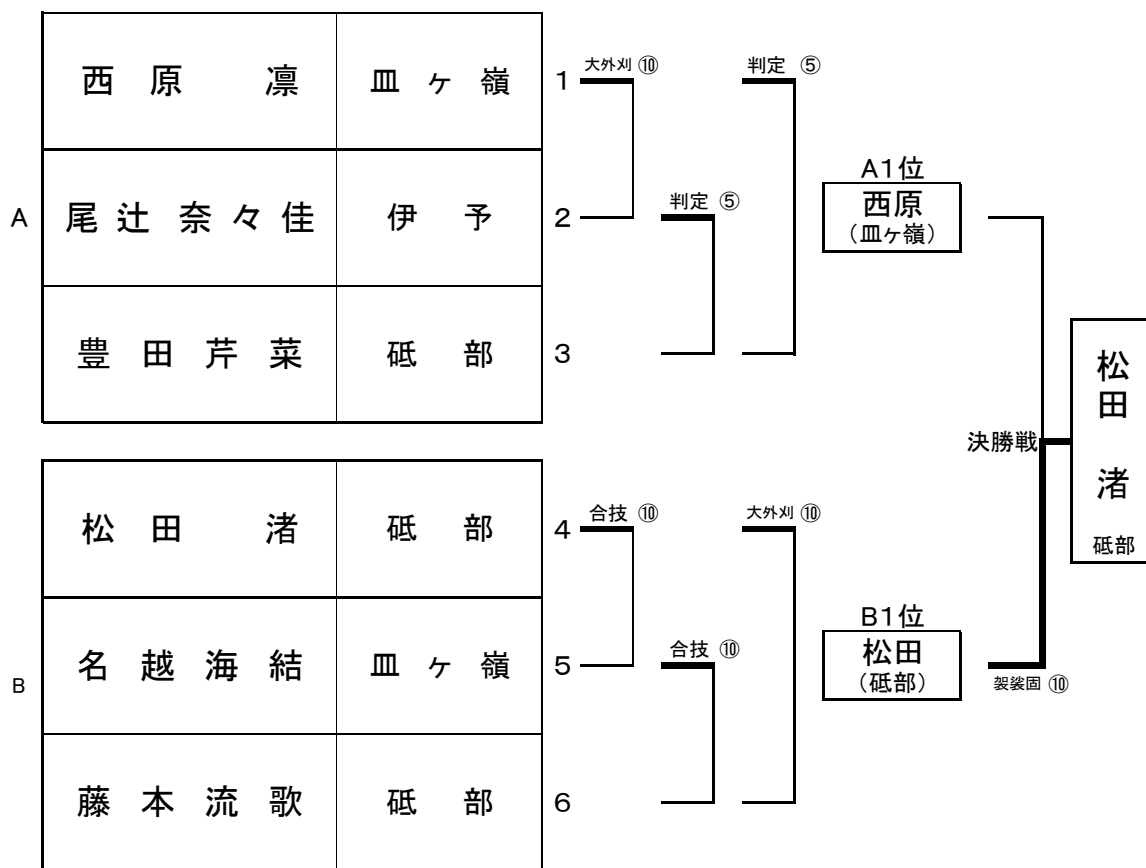 A
西原 凛 皿ヶ嶺 1
尾辻奈々佳 伊予 2
豊田芹菜 砥部 3
大外刈 ⑩
判定 ⑤
判定 ⑤
A1位
西原
(皿ヶ嶺)
B
松田 渚 砥部 4
名越海結 皿ヶ嶺 5
藤本流歌 砥部 6
合技 ⑩
合技 ⑩
大外刈 ⑩
B1位
松田
(砥部)
袈裟固 ⑩
決勝戦
松田 渚
砥部